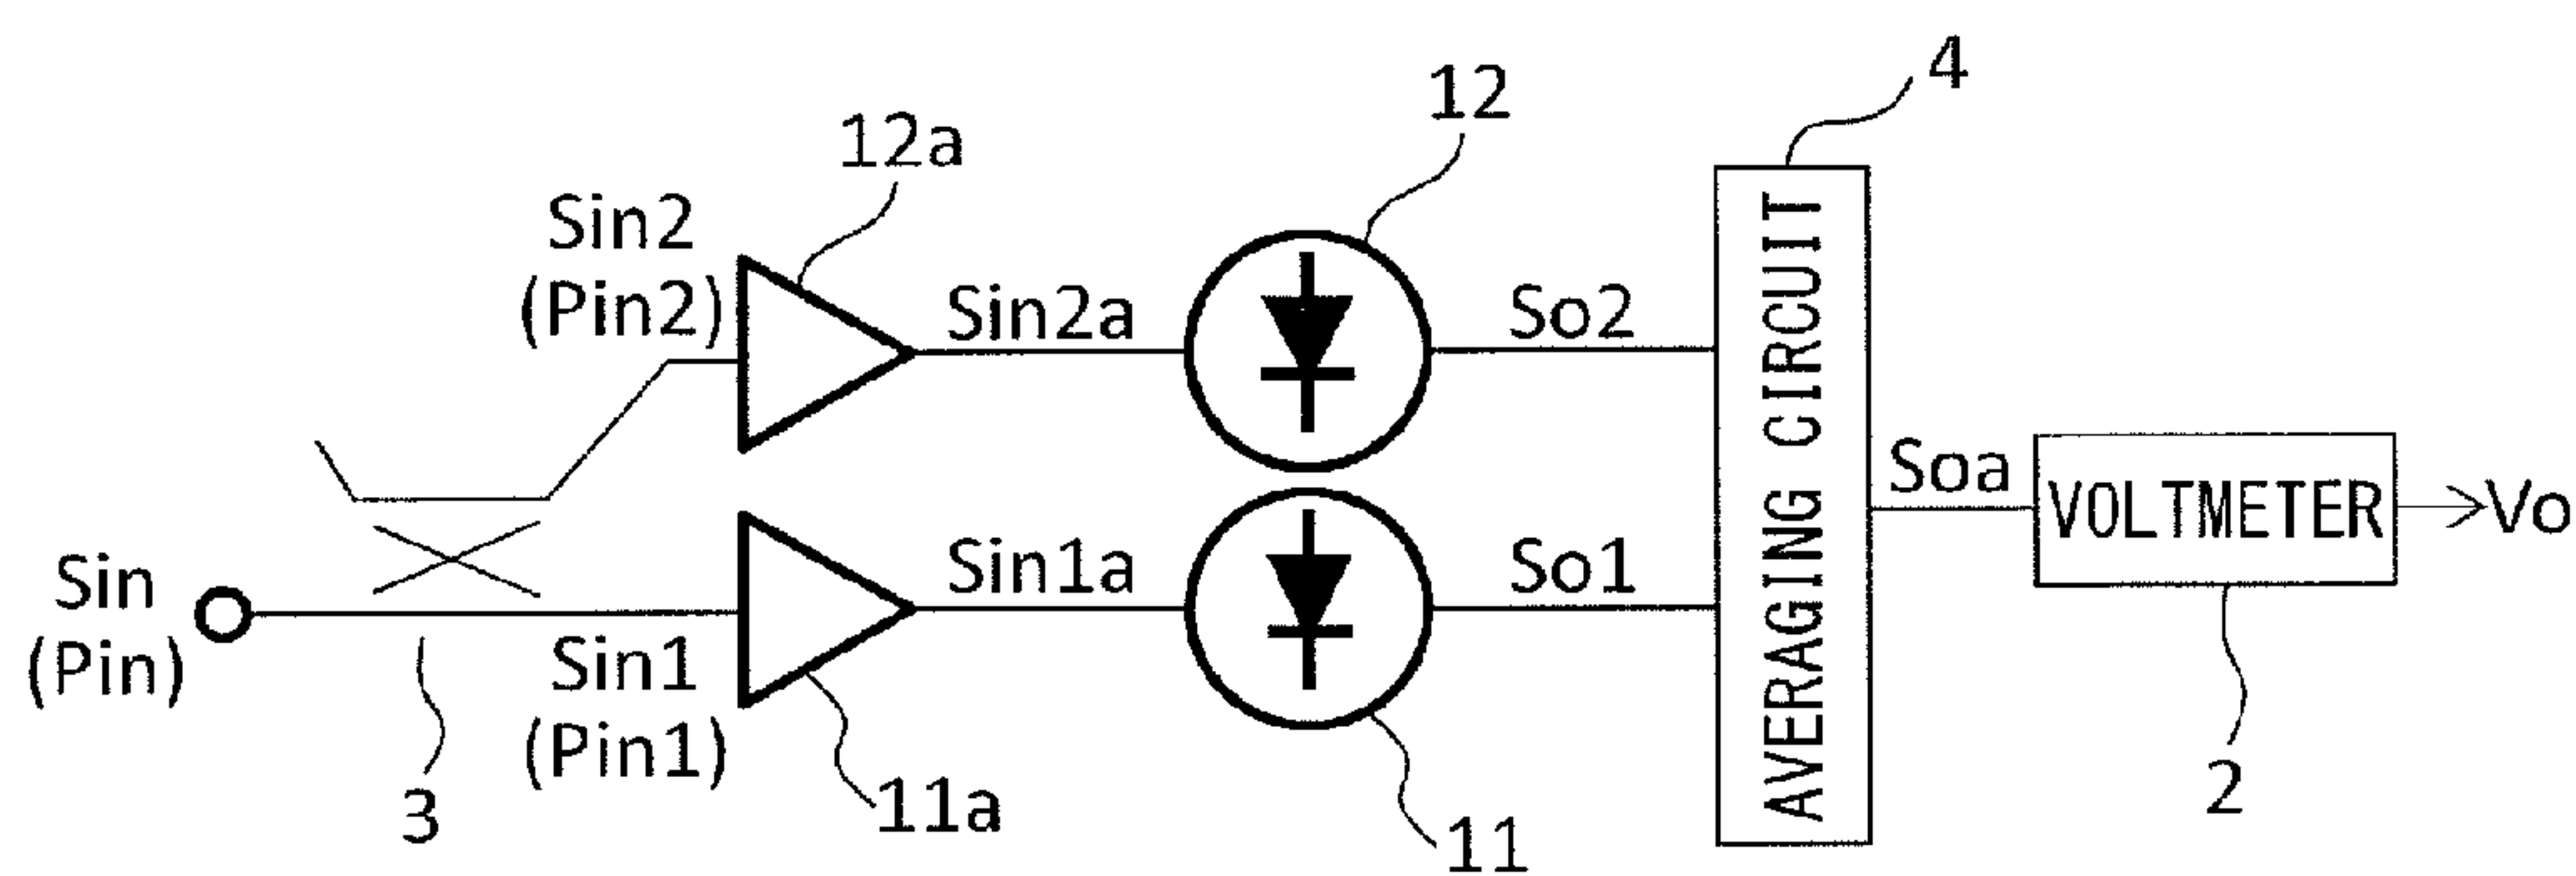 4
12
12a
Sin2
(Pin2)
Sin2a
So2
AVERAGING CIRCUIT
Soa
VOLTMETER
Vo
Sin
(Pin)
Sin1
(Pin1)
Sin1a
So1
3
11a
11
2